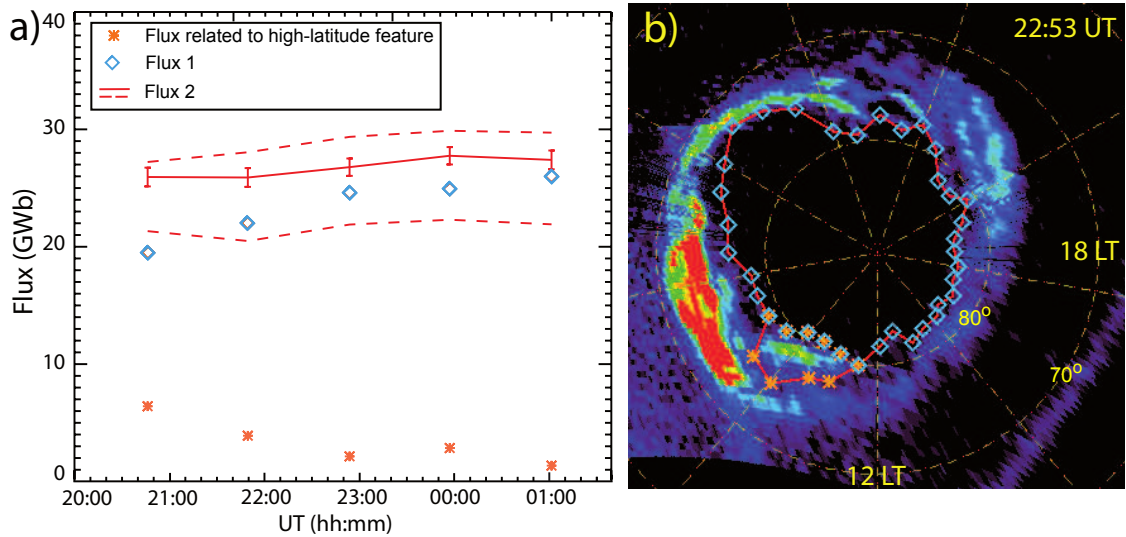 a)
40
30
20
10
0
Flux (GWb)
Flux related to high-latitude feature
Flux 1
Flux 2
20:00 21:00 22:00 23:00 00:00 01:00
UT (hh:mm)
b)
22:53 UT
18 LT
80°
70°
12 LT